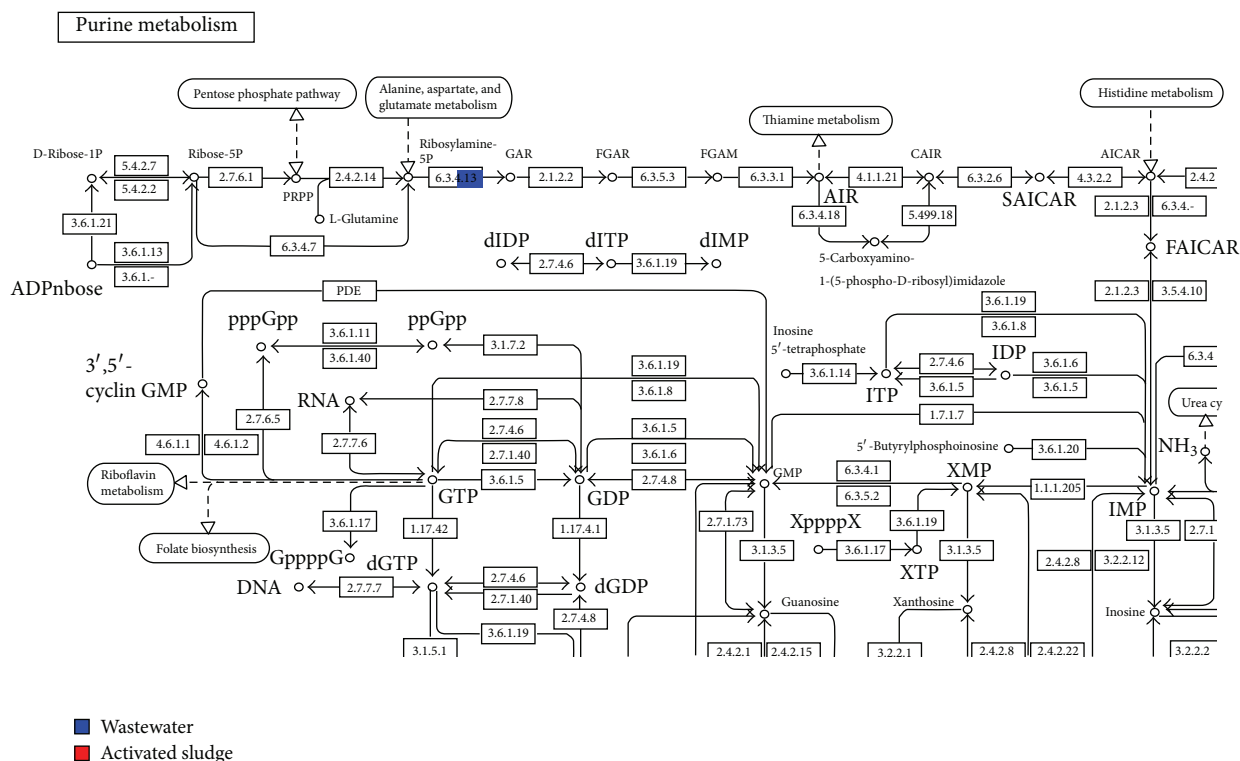 Purine metabolism
Pentose phosphate pathway
Alanine, aspartate, and
glutamate metabolism
Thiamine metabolism
Histidine metabolism
D-Ribose-1P
5.4.2.7
5.4.2.2
Ribose-5P
2.7.6.1
PRPP
2.4.2.14
L-Glutamine
Ribosylamine-
5P
6.3.4.13
GAR
2.1.2.2
FGAR
6.3.5.3
FGAM
6.3.3.1
AIR
4.1.1.21
CAIR
6.3.2.6
SAICAR
4.3.2.2
AICAR
2.4.2
3.6.1.21
3.6.1.13
3.6.1.-
ADPnbose
6.3.4.7
6.3.4.18
5.499.18
5-Carboxyamino-
1-(5-phospho-D-ribosyl)imidazole
2.1.2.3
6.3.4.-
FAICAR
2.1.2.3
3.5.4.10
dIDP
2.7.4.6
dITP
3.6.1.19
dIMP
PDE
pppGpp
3.6.1.11
3.6.1.40
ppGpp
3.1.7.2
3′,5′-
cyclin GMP
RNA
2.7.7.8
2.7.6.5
2.7.7.6
4.6.1.1
4.6.1.2
3.6.1.19
3.6.1.8
2.7.4.6
2.7.1.40
3.6.1.5
3.6.1.6
Inosine
5′-tetraphosphate
3.6.1.14
ITP
3.6.1.19
3.6.1.8
2.7.4.6
3.6.1.5
IDP
3.6.1.6
3.6.1.5
6.3.4
1.7.1.7
Urea cy
5′-Butyrylphosphoinosine
3.6.1.20
NH3
Riboflavin
metabolism
GTP
3.6.1.5
GDP
2.7.4.8
GMP
6.3.4.1
6.3.5.2
XMP
1.1.1.205
IMP
Folate biosynthesis
3.6.1.17
GppppG
1.17.42
1.17.4.1
2.7.1.73
3.1.3.5
XppppX
3.6.1.17
3.6.1.19
XTP
3.1.3.5
2.4.2.8
3.2.2.12
3.1.3.5
2.7.1
DNA
2.7.7.7
dGTP
2.7.4.6
2.7.1.40
dGDP
2.7.4.8
3.6.1.19
3.1.5.1
Guanosine
2.4.2.1
2.4.2.15
Xanthosine
3.2.2.1
2.4.2.8
2.4.2.22
Inosine
3.2.2.2
Wastewater
Activated sludge